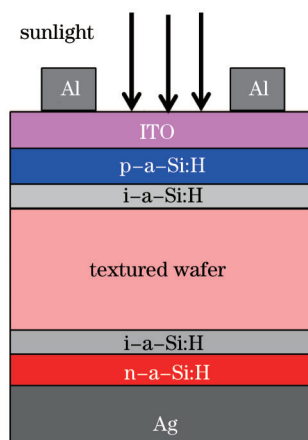 sunlight
Al Al
ITO
p-a-Si:H
i-a-Si:H
textured wafer
i-a-Si:H
n-a-Si:H
Ag